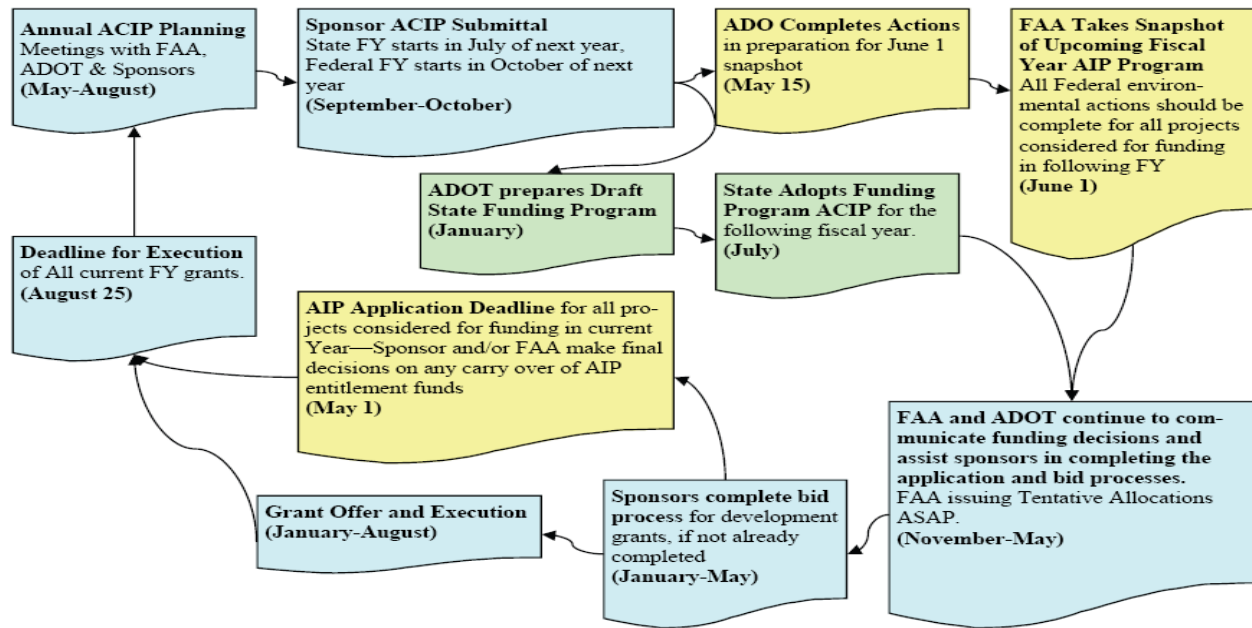 Annual ACIP Planning
Meetings with FAA,
ADOT & Sponsors
(May-August)
Sponsor ACIP Submittal
State FY starts in July of next year,
Federal FY starts in October of next
year
(September-October)
ADO Completes Actions
in preparation for June 1
snapshot
(May 15)
FAA Takes Snapshot
of Upcoming Fiscal
Year AIP Program
All Federal environ-
mental actions should be
complete for all projects
considered for funding
in following FY
(June 1)
ADOT prepares Draft
State Funding Program
(January)
State Adopts Funding
Program ACIP for the
following fiscal year.
(July)
Deadline for Execution
of All current FY grants.
(August 25)
AIP Application Deadline for all pro-
jects considered for funding in current
Year—Sponsor and/or FAA make final
decisions on any carry over of AIP
entitlement funds
(May 1)
FAA and ADOT continue to com-
municate funding decisions and
assist sponsors in completing the
application and bid processes.
FAA issuing Tentative Allocations
ASAP.
(November-May)
Sponsors complete bid
process for development
grants, if not already
completed
(January-May)
Grant Offer and Execution
(January-August)